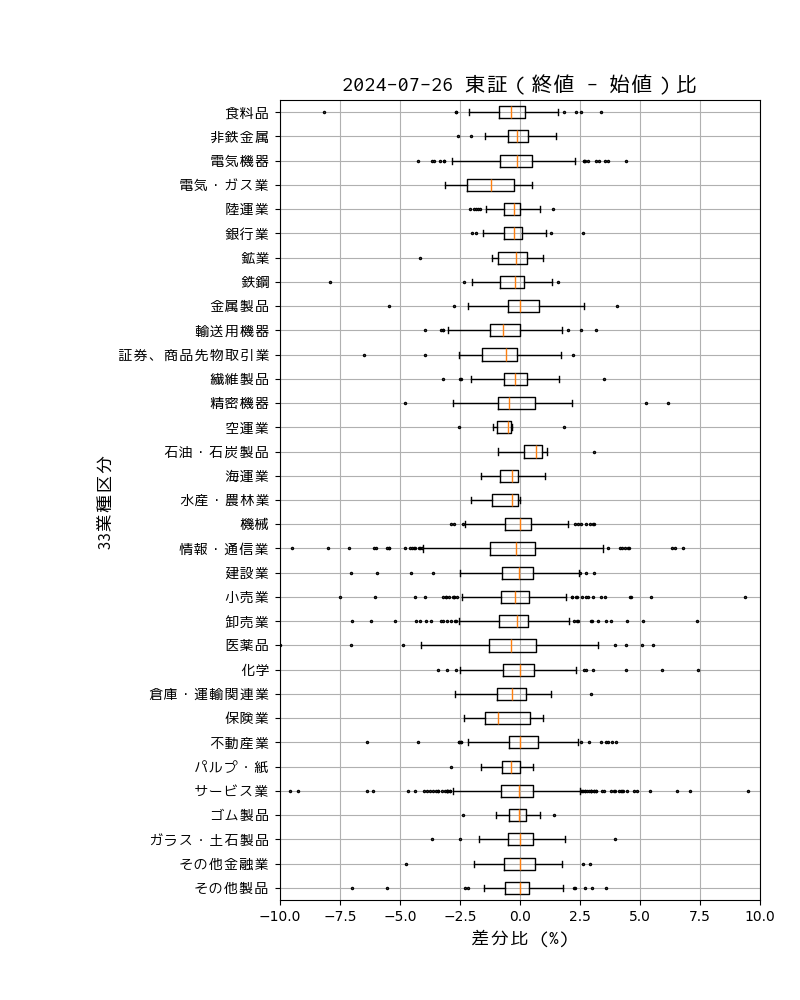 2024-07-26 東証 ( 終値 - 始値 ) 比
食料品
非鉄金属
電気機器
電気・ガス業
陸運業
銀行業
鉱業
鉄鋼
金属製品
輸送用機器
証券、商品先物取引業
繊維製品
精密機器
空運業
石油・石炭製品
海運業
水産・農林業
機械
情報・通信業
建設業
小売業
卸売業
医薬品
化学
倉庫・運輸関連業
保険業
不動産業
パルプ・紙
サービス業
ゴム製品
ガラス・土石製品
その他金融業
その他製品
33業種区分
−10.0 −7.5 −5.0 −2.5 0.0 2.5 5.0 7.5 10.0
差分比 (%)